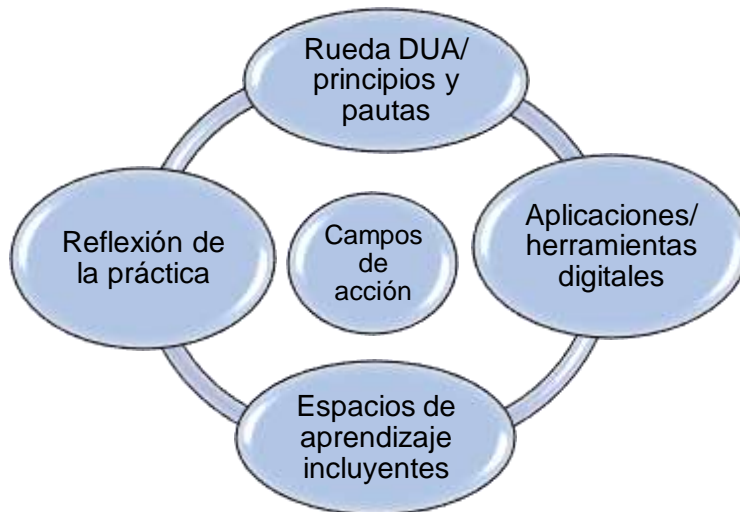 Rueda DUA/
principios y
pautas
Aplicaciones/
herramientas
digitales
Reflexión de
la práctica
Campos
de
acción
Espacios de
aprendizaje
incluyentes